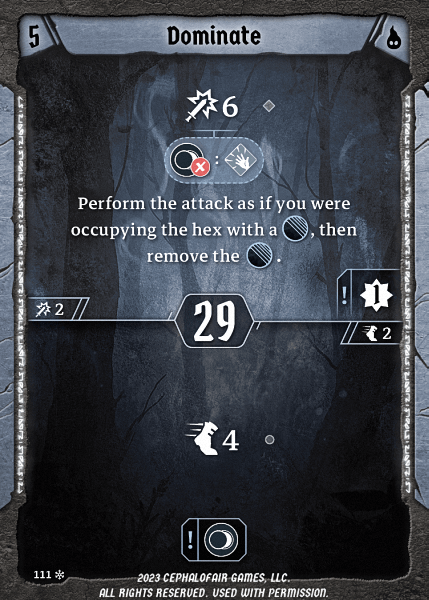 5 Dominate
6
:
Perform the attack as if you were
occupying the hex with a , then
remove the .
! 1
2
29
2
4
!
111
2023 CEPHALOFAIR GAMES, LLC.
ALL RIGHTS RESERVED. USED WITH PERMISSION.